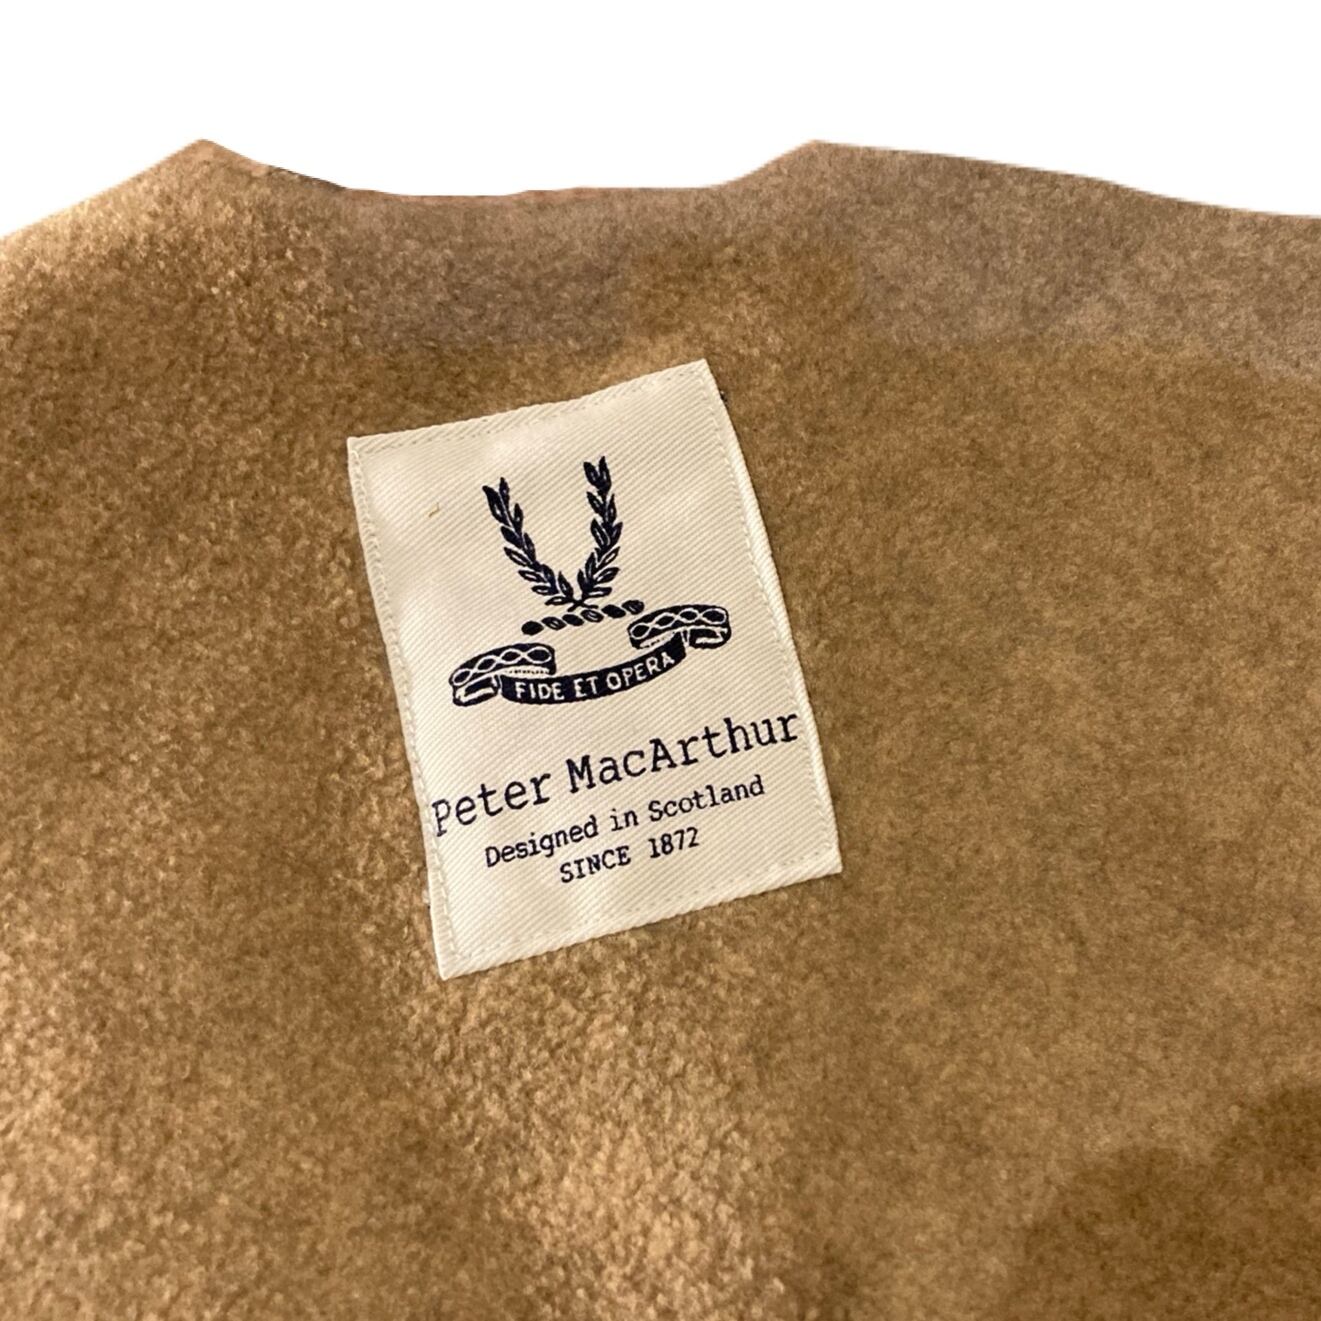 FIDE ET OPERA
Peter MacArthur
Designed in Scotland
SINCE 1872